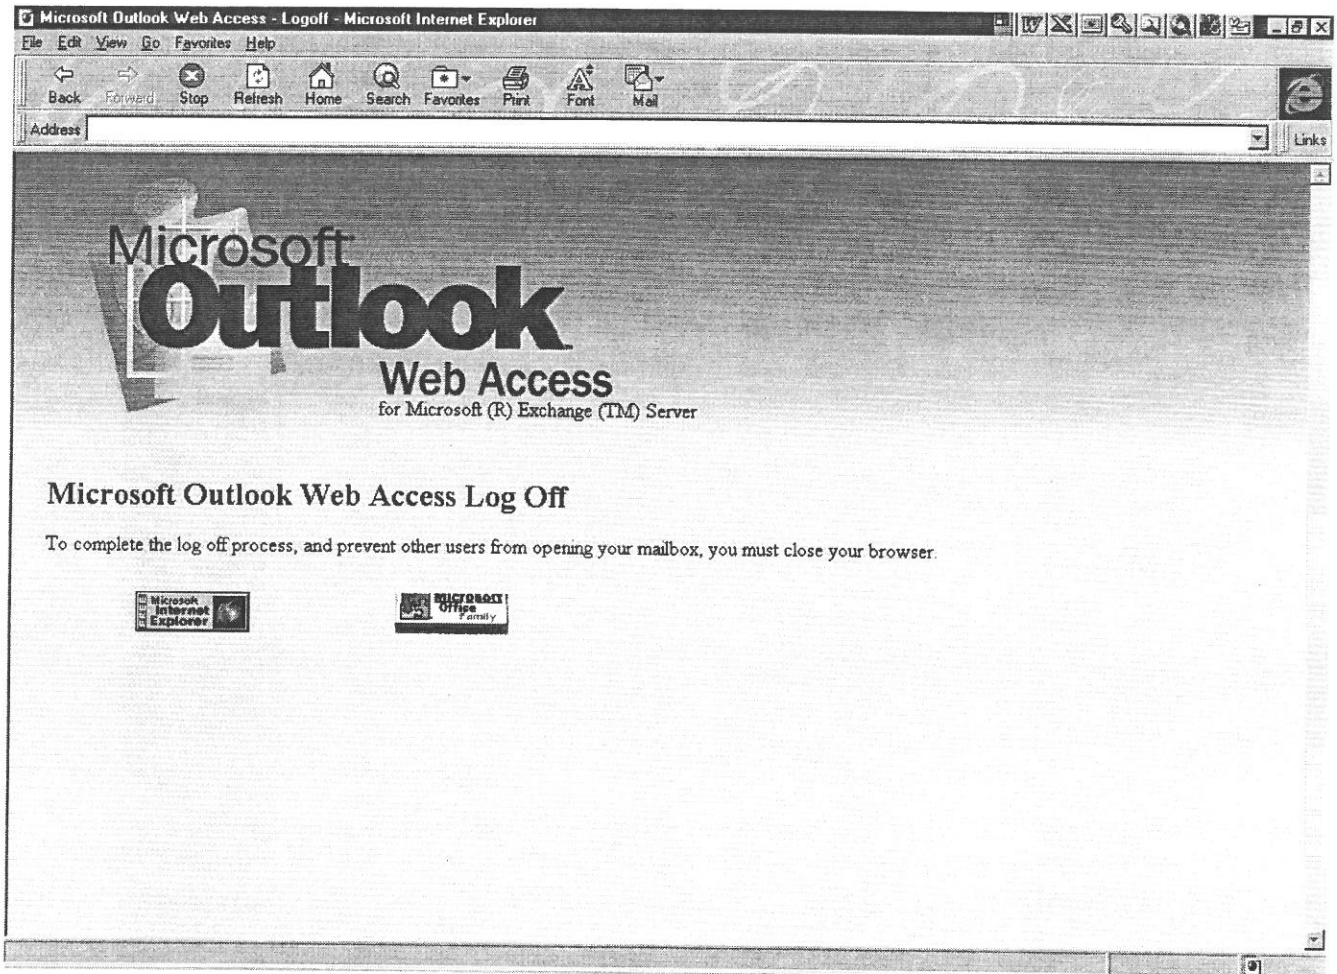 Microsoft Outlook Web Access - Logoff - Microsoft Internet Explorer
File Edit View Go Favorites Help
Back Forward Stop Refresh Home Search Favorites Print Font Mail
Address
Links
Microsoft
Outlook
Web Access
for Microsoft (R) Exchange (TM) Server
Microsoft Outlook Web Access Log Off
To complete the log off process, and prevent other users from opening your mailbox, you must close your browser.
Microsoft
Internet
Explorer
Microsoft
Office
Family